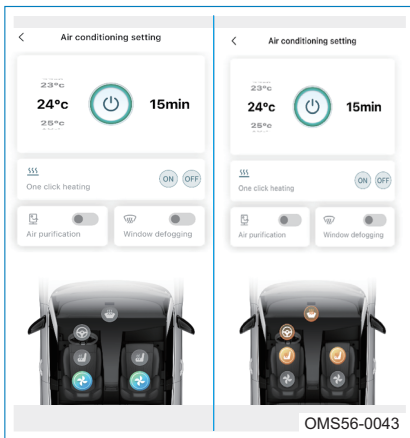 Air conditioning setting
23°c
24°c
15min
25°c
One click heating
ON
OFF
Air purification
Window defogging
Air conditioning setting
23°c
24°c
15min
25°c
One click heating
ON
OFF
Air purification
Window defogging
OMS56-0043